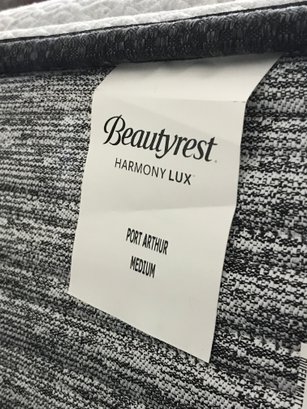 Beautyrest
HARMONY LUX
PORT ARTHUR
MEDIUM